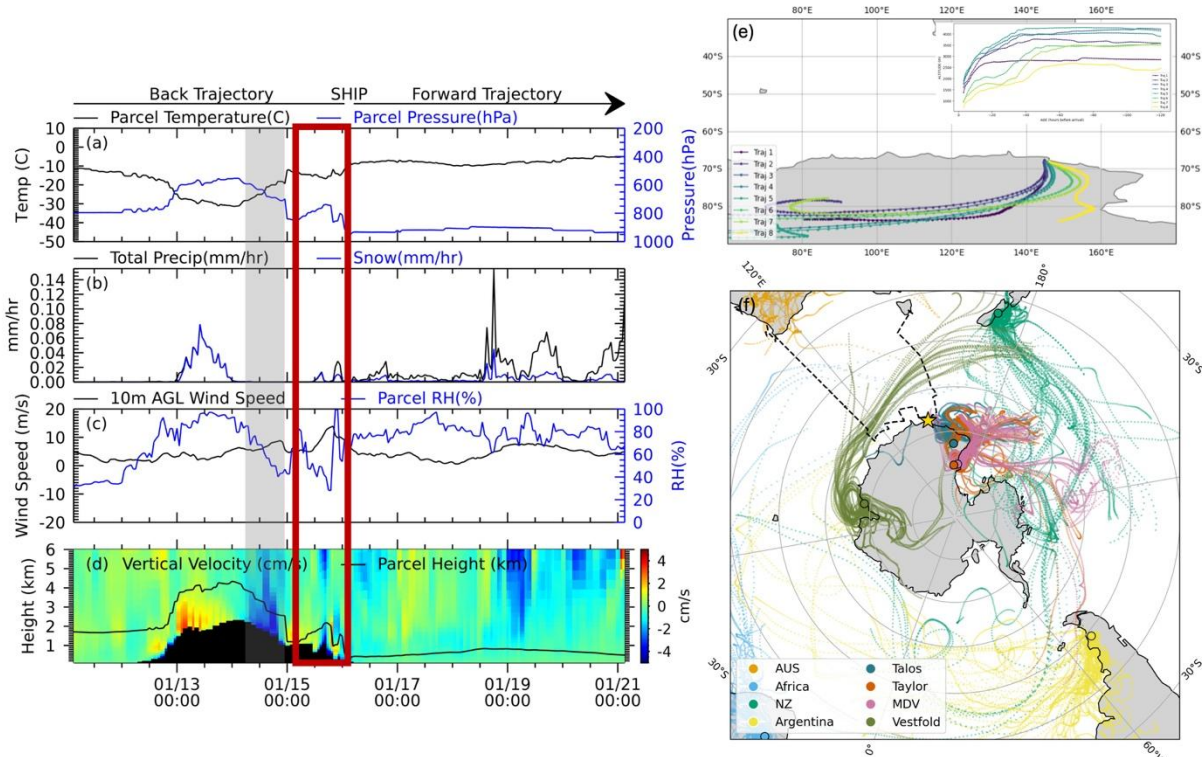 Back Trajectory SHIP Forward Trajectory
Parcel Temperature(C) Parcel Pressure(hPa)
(a)
Temp (C)
10
0
-10
-20
-30
-40
-50
200
400
600
800
1000
Pressure(hPa)
Total Precip(mm/hr) Snow(mm/hr)
(b)
mm/hr
0.14
0.12
0.10
0.08
0.06
0.04
0.02
0.00
10m AGL Wind Speed Parcel RH(%)
(c)
Wind Speed (m/s)
20
10
0
-10
-20
100
80
60
40
20
0
RH(%)
(d) Vertical Velocity (cm/s) Parcel Height (km)
Height (km)
6
5
4
3
2
1
4
2
0
-2
-4
cm/s
01/13 01/15 01/17 01/19 01/21
00:00 00:00 00:00 00:00 00:00
80°E 100°E 120°E 140°E 160°E
(e)
40°S
50°S
60°S
70°S
80°S
Traj 1
Traj 2
Traj 3
Traj 4
Traj 5
Traj 6
Traj 7
Traj 8
80°E 100°E 120°E 140°E 160°E
120°E 180°
(f)
30°S 30°S
30°S 30°S
AUS Talos
Africa Taylor
NZ MDV
Argentina Vestfold
0° 60°W